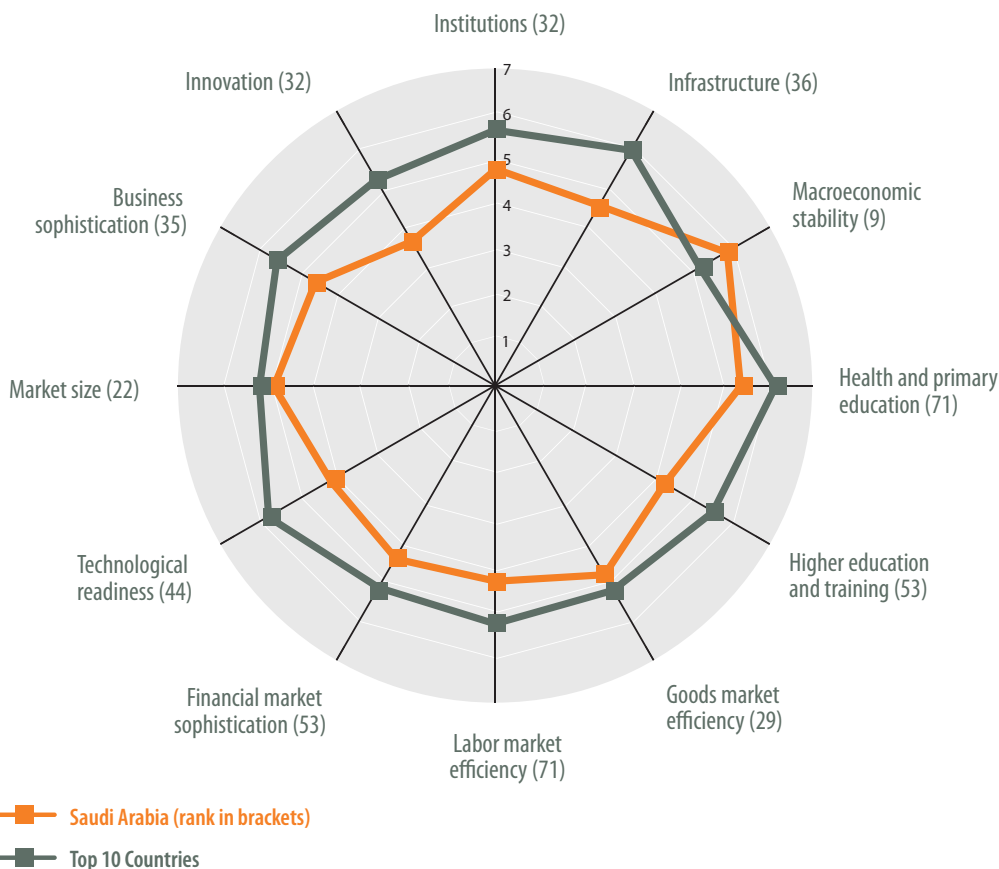 Institutions (32)
Innovation (32)
Infrastructure (36)
7
6
5
4
3
2
1
Business
sophistication (35)
Macroeconomic
stability (9)
Market size (22)
Health and primary
education (71)
Technological
readiness (44)
Higher education
and training (53)
Financial market
sophistication (53)
Goods market
efficiency (29)
Labor market
efficiency (71)
Saudi Arabia (rank in brackets)
Top 10 Countries